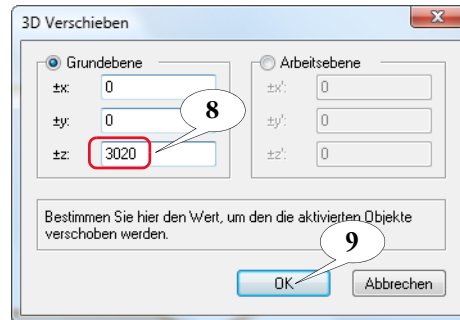 3D Verschieben
Grundebene
Arbeitsebene
±x: 0
±x': 0
±y: 0
±y': 0
8
±z: 3020
±z': 0
Bestimmen Sie hier den Wert, um den die aktivierten Objekte
verschoben werden.
9
OK
Abbrechen